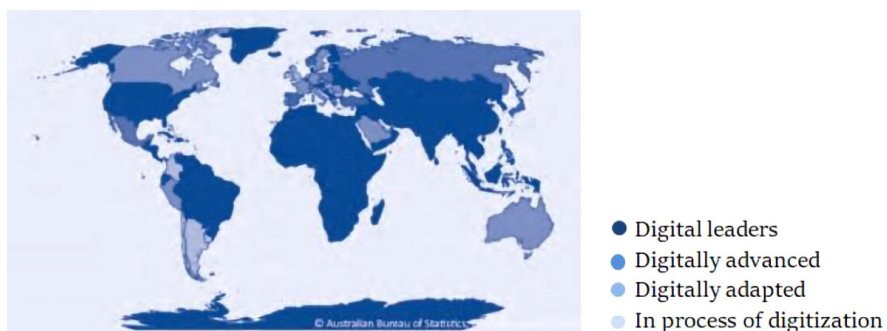 © Australian Bureau of Statistics
Digital leaders
Digitally advanced
Digitally adapted
In process of digitization